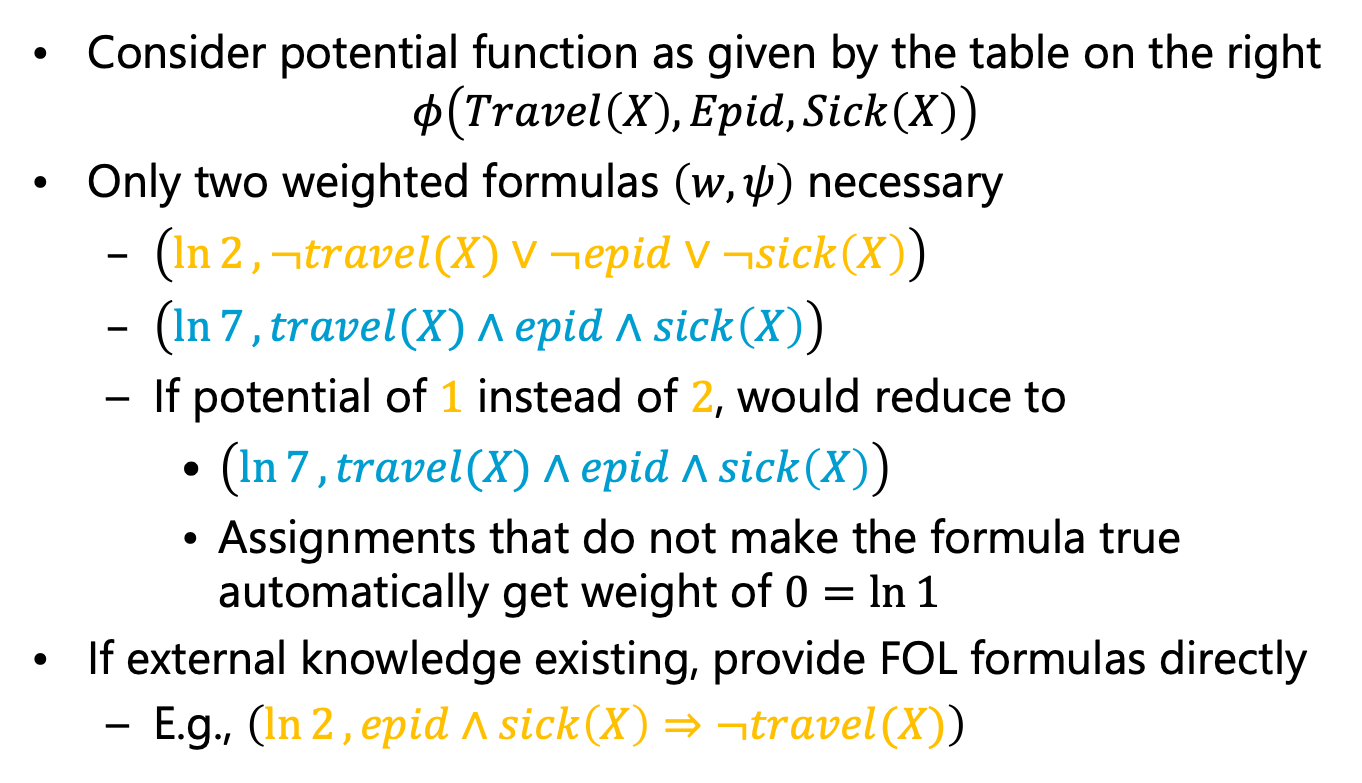 • Consider potential function as given by the table on the right
ϕ(Travel(X), Epid, Sick(X))
• Only two weighted formulas (w, ψ) necessary
– (ln 2 , ¬travel(X) ∨ ¬epid ∨ ¬sick(X))
– (ln 7 , travel(X) ∧ epid ∧ sick(X))
– If potential of 1 instead of 2, would reduce to
• (ln 7 , travel(X) ∧ epid ∧ sick(X))
• Assignments that do not make the formula true
automatically get weight of 0 = ln 1
• If external knowledge existing, provide FOL formulas directly
– E.g., (ln 2 , epid ∧ sick(X) ⇒ ¬travel(X))